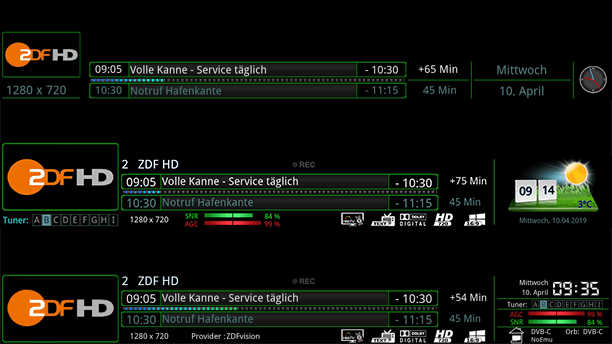 2DF HD
09:05 Volle Kanne - Service täglich - 10:30 +65 Min Mittwoch
1280 x 720 10:30 Notruf Hafenkante - 11:15 45 Min 10. April
2 ZDF HD REC
2DF HD 09:05 Volle Kanne - Service täglich - 10:30 +75 Min 09 14
10:30 Notruf Hafenkante - 11:15 45 Min 3°C
Tuner: A B C D E F G H I 1280 x 720 SNR 84 % DOLBY DIGITAL HD 720 16:9 Mittwoch, 10.04.2019
AGC 99 %
2 ZDF HD REC Mittwoch
2DF HD 09:05 Volle Kanne - Service täglich - 10:30 +54 Min 10. April 09:35
Tuner: A B C D E F G H I
10:30 Notruf Hafenkante - 11:15 45 Min AGC 99 %
SNR 84 %
1280 x 720 Provider :ZDFvision DOLBY DIGITAL HD 720 16:9 DVB-C Orb: DVB-C
NoEmu